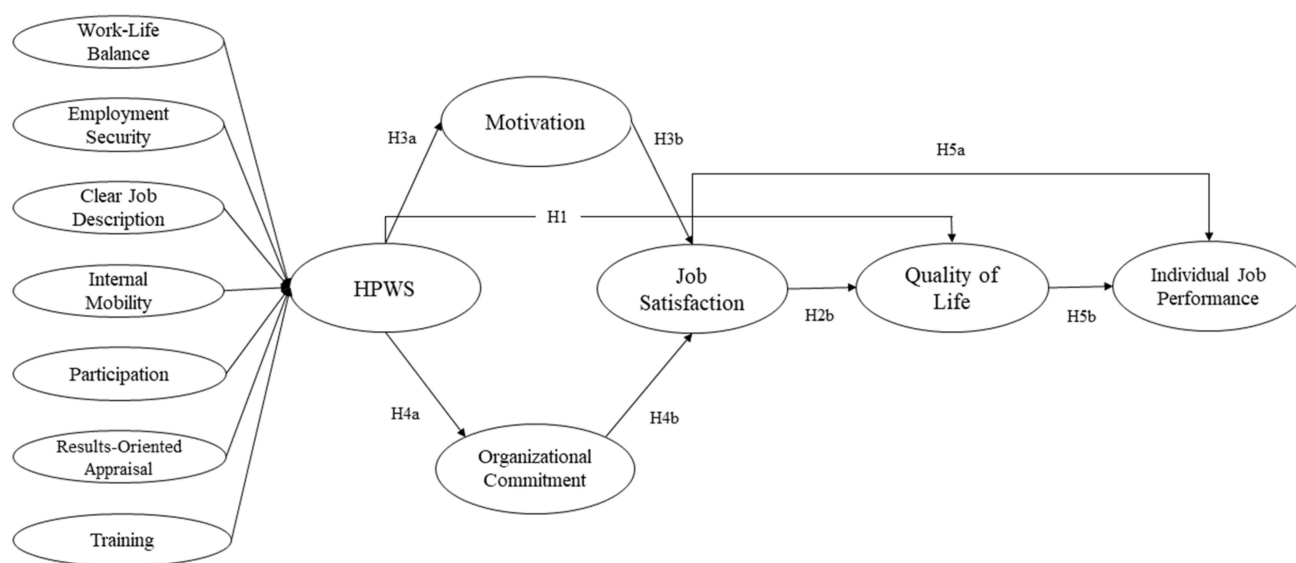 Work-Life
Balance
Employment
Security
Clear Job
Description
Internal
Mobility
Participation
Results-Oriented
Appraisal
Training
HPWS
H3a
Motivation
H3b
H1
H4a
Organizational
Commitment
H4b
Job
Satisfaction
H2b
H5a
Quality of
Life
H5b
Individual Job
Performance